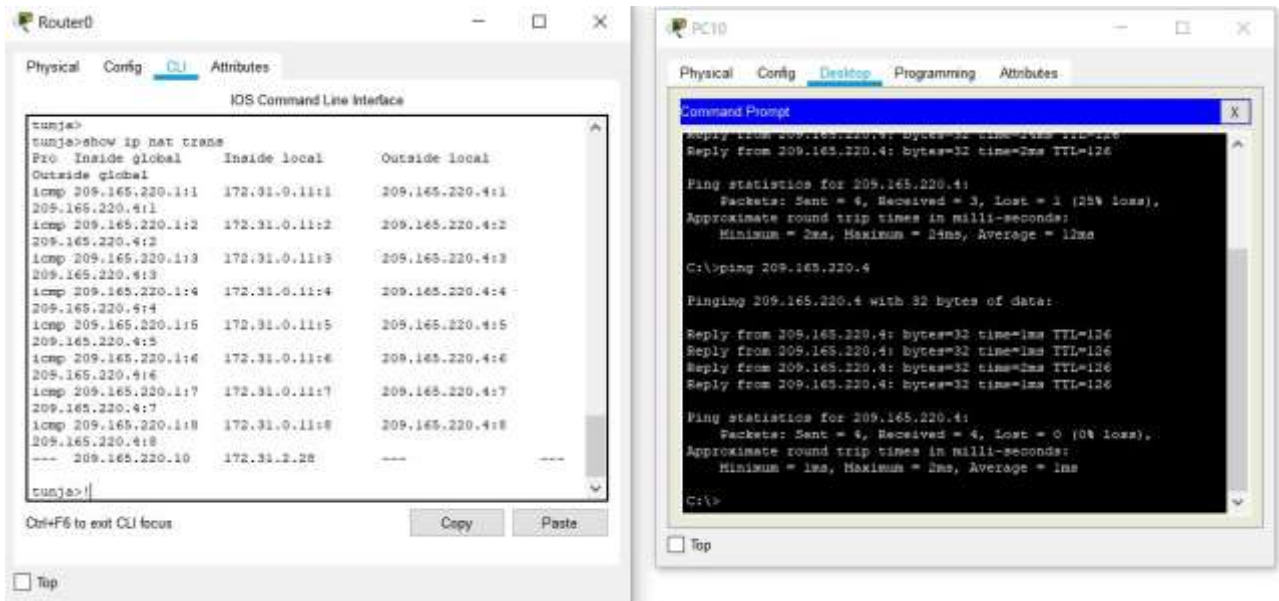 Router0
Physical Config CLI Attributes
IOS Command Line Interface
tunja>
tunja>show ip nat trans
Pro Inside global Inside local Outside local
Outside global
icmp 209.165.220.1:1 172.31.0.11:1 209.165.220.4:1
209.165.220.4:1
icmp 209.165.220.1:2 172.31.0.11:2 209.165.220.4:2
209.165.220.4:2
icmp 209.165.220.1:3 172.31.0.11:3 209.165.220.4:3
209.165.220.4:3
icmp 209.165.220.1:4 172.31.0.11:4 209.165.220.4:4
209.165.220.4:4
icmp 209.165.220.1:5 172.31.0.11:5 209.165.220.4:5
209.165.220.4:5
icmp 209.165.220.1:6 172.31.0.11:6 209.165.220.4:6
209.165.220.4:6
icmp 209.165.220.1:7 172.31.0.11:7 209.165.220.4:7
209.165.220.4:7
icmp 209.165.220.1:8 172.31.0.11:8 209.165.220.4:8
209.165.220.4:8
--- 209.165.220.10 172.31.2.28 --- ---
tunja>!
Ctrl+F6 to exit CLI focus
Copy Paste
Top
PC10
Physical Config Desktop Programming Attributes
Command Prompt X
Reply from 209.165.220.4: bytes=32 time=24ms TTL=126
Reply from 209.165.220.4: bytes=32 time=2ms TTL=126
Ping statistics for 209.165.220.4:
Packets: Sent = 4, Received = 3, Lost = 1 (25% loss),
Approximate round trip times in milli-seconds:
Minimum = 2ms, Maximum = 24ms, Average = 12ms
C:\>ping 209.165.220.4
Pinging 209.165.220.4 with 32 bytes of data:
Reply from 209.165.220.4: bytes=32 time=1ms TTL=126
Reply from 209.165.220.4: bytes=32 time=1ms TTL=126
Reply from 209.165.220.4: bytes=32 time=2ms TTL=126
Reply from 209.165.220.4: bytes=32 time=1ms TTL=126
Ping statistics for 209.165.220.4:
Packets: Sent = 4, Received = 4, Lost = 0 (0% loss),
Approximate round trip times in milli-seconds:
Minimum = 1ms, Maximum = 2ms, Average = 1ms
C:\>
Top